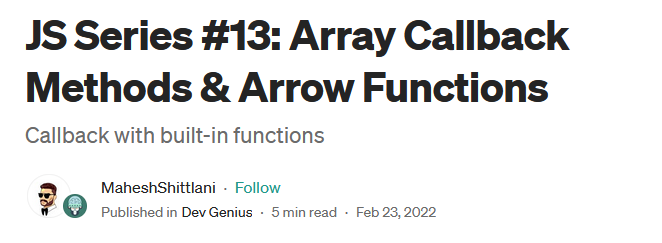 JS Series #13: Array Callback
Methods & Arrow Functions
Callback with built-in functions
MaheshShittlani · Follow
Published in Dev Genius · 5 min read · Feb 23, 2022